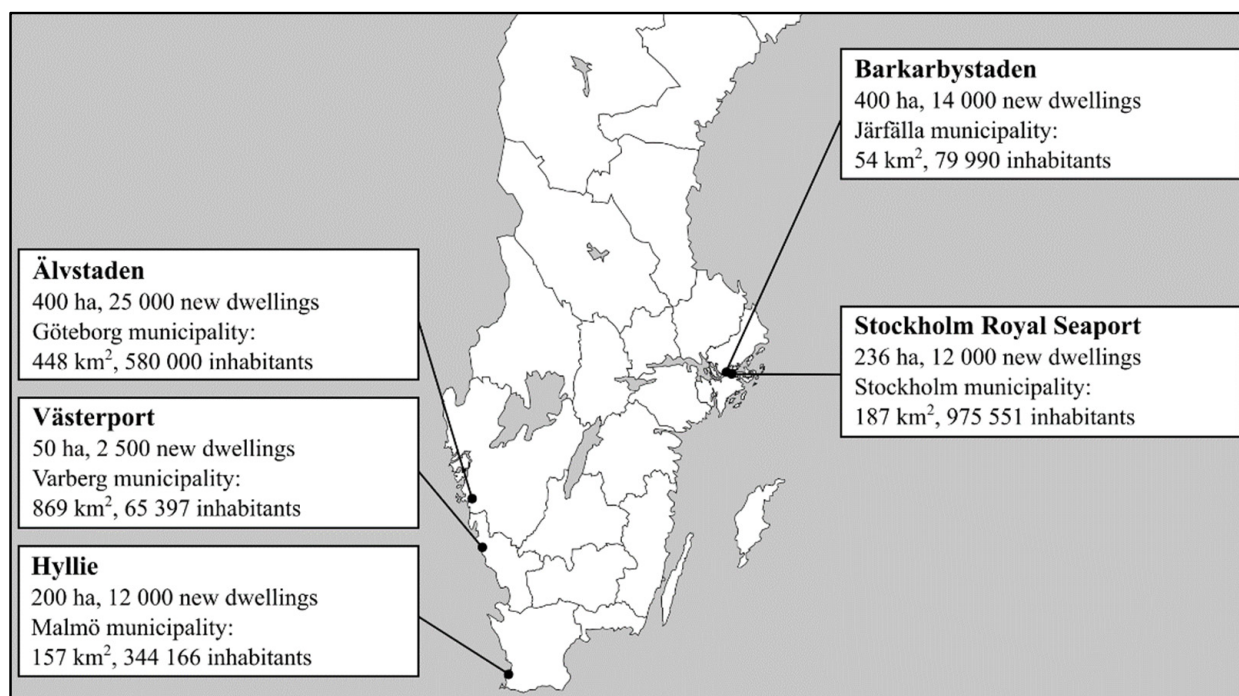 Barkarbystaden
400 ha, 14 000 new dwellings
Järfälla municipality:
54 km², 79 990 inhabitants
Älvstaden
400 ha, 25 000 new dwellings
Göteborg municipality:
448 km², 580 000 inhabitants
Stockholm Royal Seaport
236 ha, 12 000 new dwellings
Stockholm municipality:
187 km², 975 551 inhabitants
Västerport
50 ha, 2 500 new dwellings
Varberg municipality:
869 km², 65 397 inhabitants
Hyllie
200 ha, 12 000 new dwellings
Malmö municipality:
157 km², 344 166 inhabitants